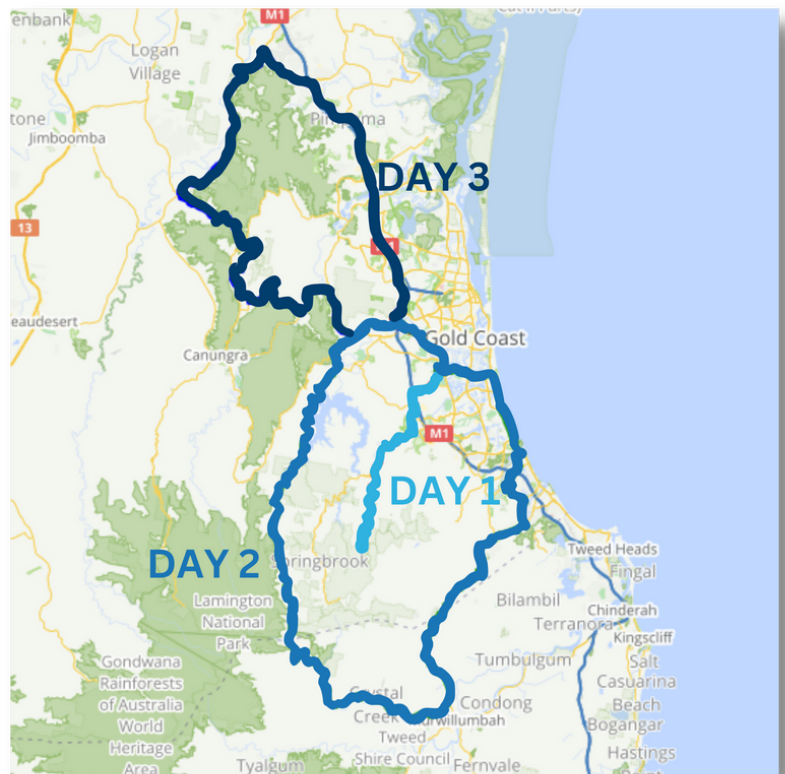 enbank
M1
Logan
Village
tone
Jimboomba
Pimpama
DAY 3
13
eaudesert
Gold Coast
Canungra
M1
DAY 1
DAY 2
Springbrook
Tweed Heads
Fingal
Lamington
National
Park
Bilambil
Chinderah
Terranora
Kingscliff
Gondwana
Rainforests
of Australia
World
Heritage
Area
Tumbulgum
Salt
Casuarina
Beach
Bogangar
Hastings
Crystal
Creek
Condong
Murwillumbah
Tweed
Shire Council
Tyalgum
Fernvale